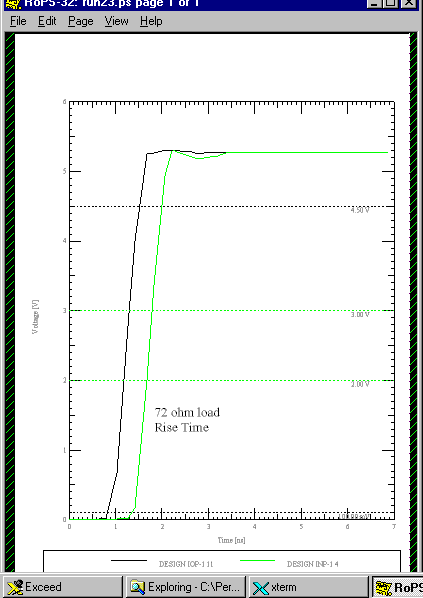 RoPS-32: run23.ps page 1 of 1
File Edit Page View Help
6
5
4.50 V
4
Voltage [V]
3.00 V
3
2.00 V
2
72 ohm load
Rise Time
1
0
0 1 2 3 4 5 6 7
Time [ns]
DESIGN IOP-1 11 DESIGN INP-1 4
Exceed Exploring - C:\Per... xterm RoPS